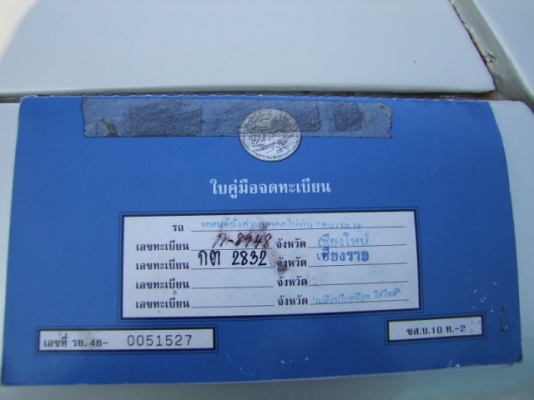 ใบคู่มือจดทะเบียน
รถ
เลขทะเบียน ก-8948 จังหวัด เชียงใหม่
เลขทะเบียน กต 2832 จังหวัด เชียงราย
เลขทะเบียน จังหวัด
เลขทะเบียน จังหวัด
เลขที่ รย.48- 0051527
ขส.บ.10 ท.-2